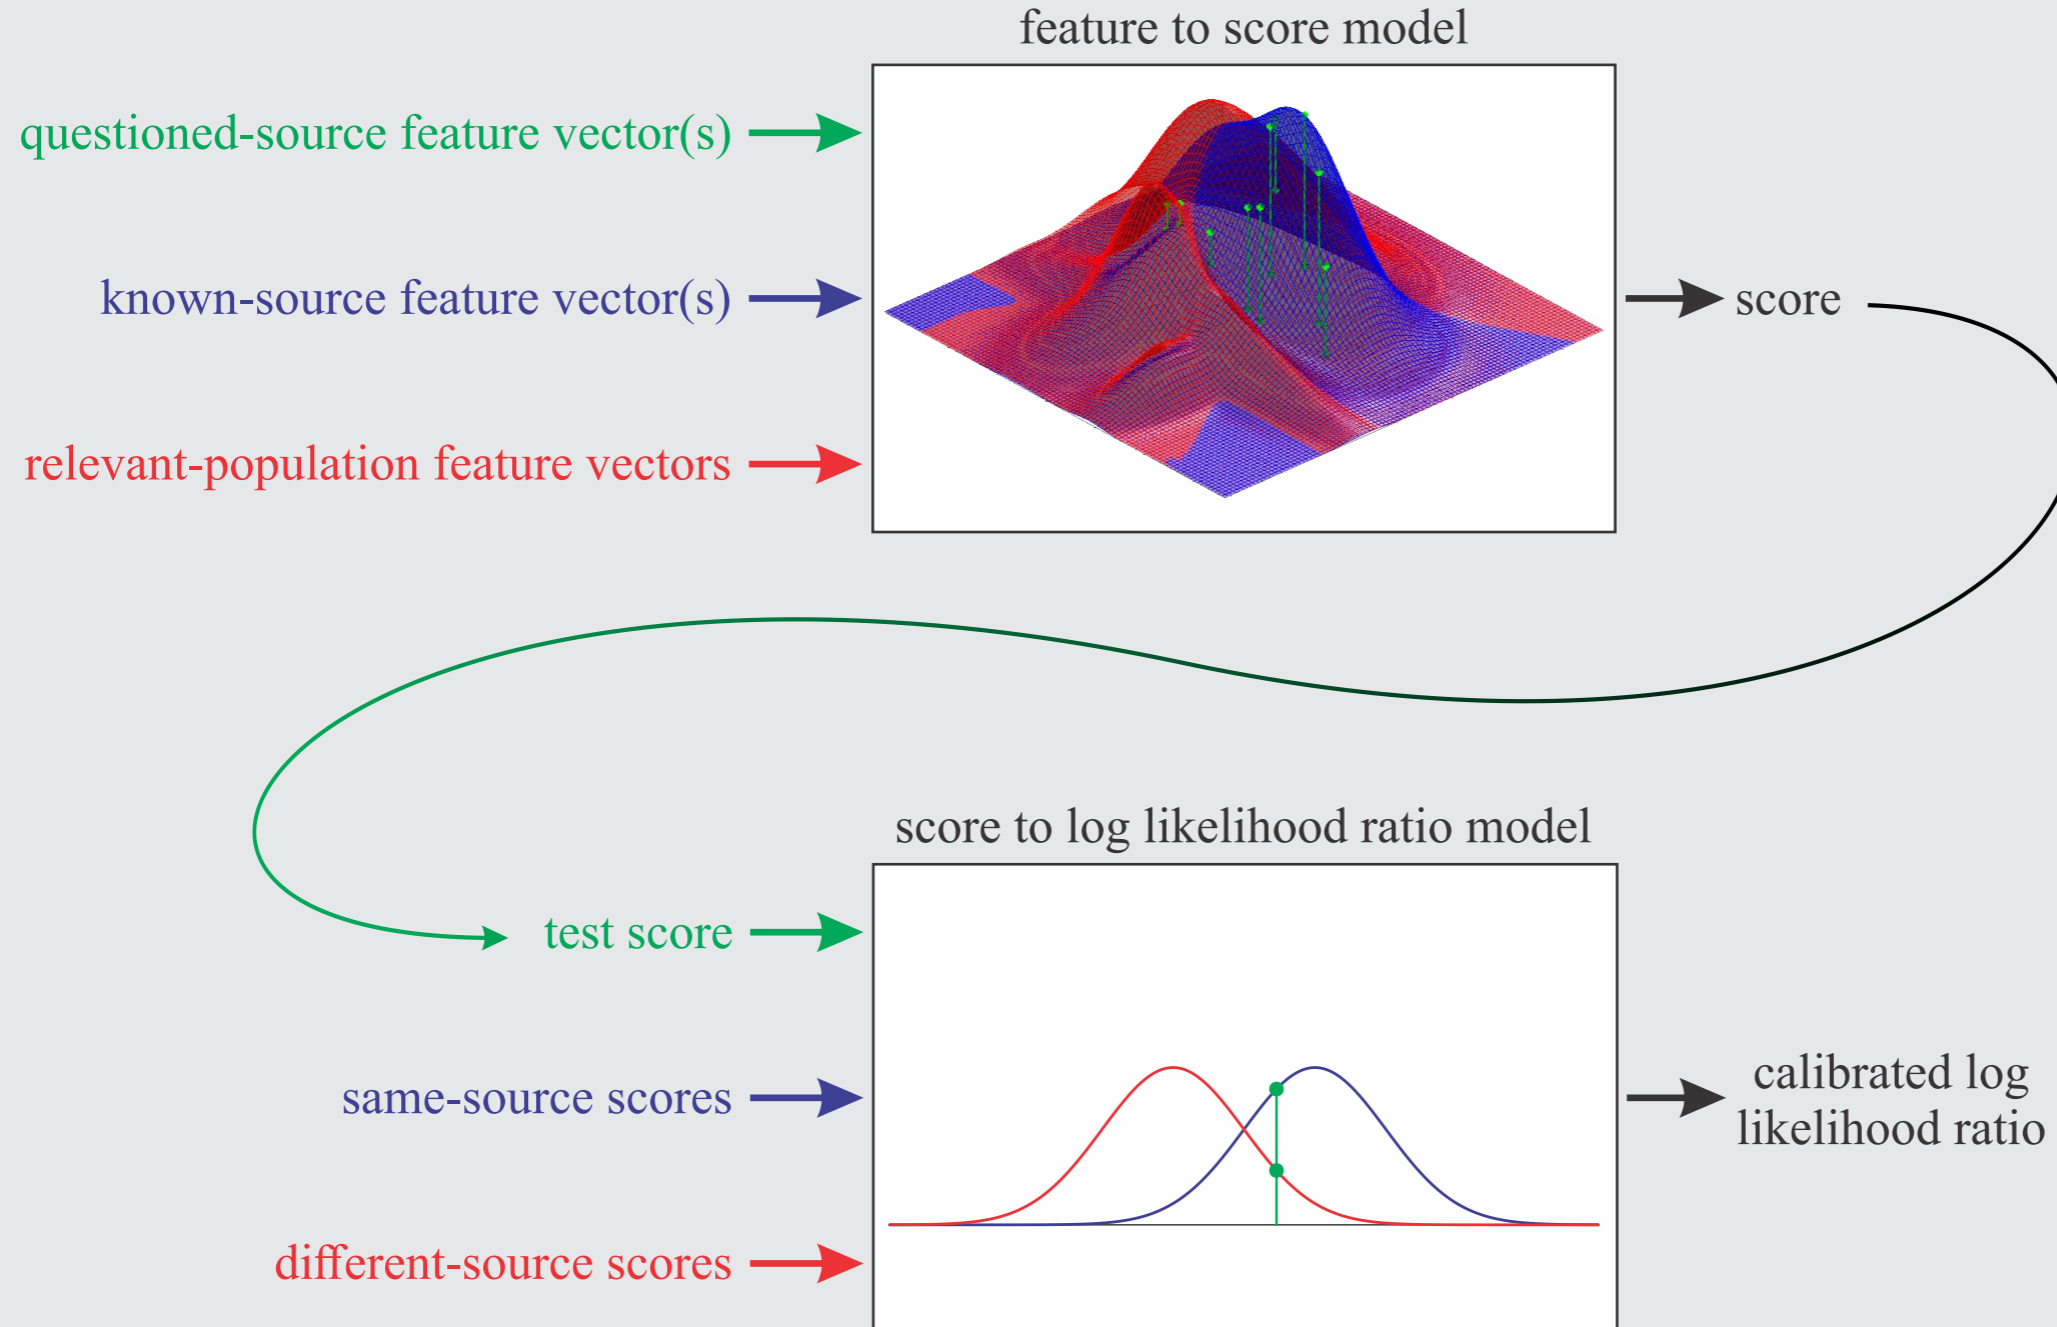 feature to score model
questioned-source feature vector(s)
known-source feature vector(s)
score
relevant-population feature vectors
score to log likelihood ratio model
test score
same-source scores
calibrated log
likelihood ratio
different-source scores